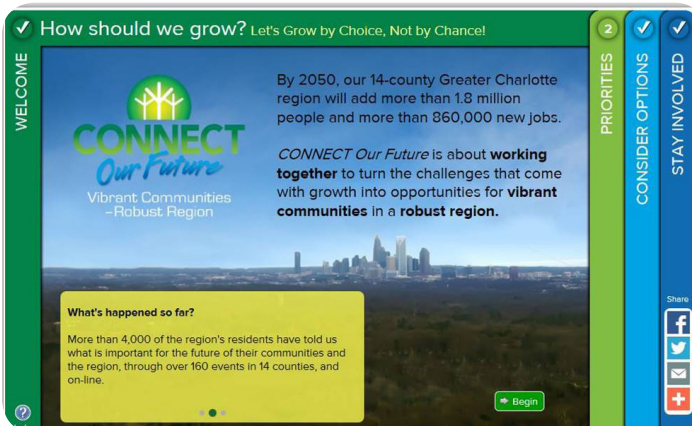 WELCOME
How should we grow? Let's Grow by Choice, Not by Chance!
CONNECT
Our Future
Vibrant Communities
–Robust Region
By 2050, our 14-county Greater Charlotte
region will add more than 1.8 million
people and more than 860,000 new jobs.
CONNECT Our Future is about working
together to turn the challenges that come
with growth into opportunities for vibrant
communities in a robust region.
What's happened so far?
More than 4,000 of the region's residents have told us
what is important for the future of their communities and
the region, through over 160 events in 14 counties, and
on-line.
Begin
2
PRIORITIES
CONSIDER OPTIONS
STAY INVOLVED
Share